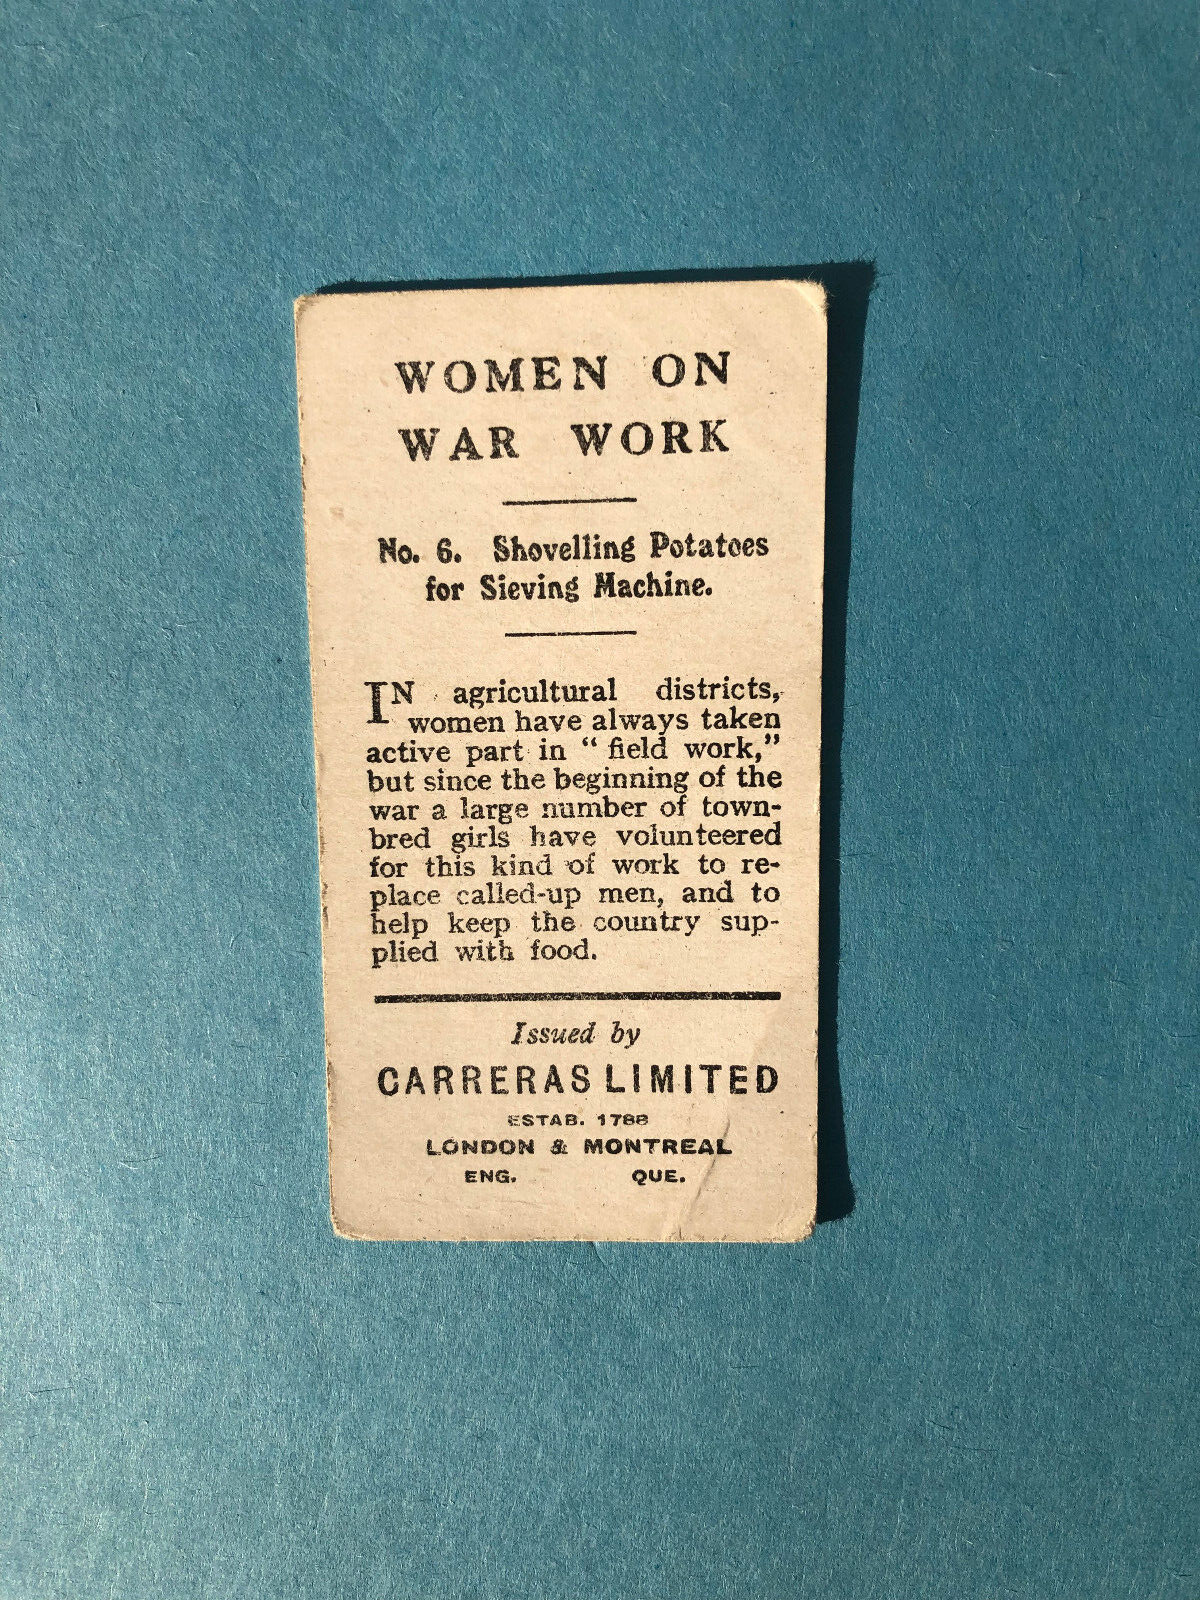 WOMEN ON
WAR WORK
No. 6. Shovelling Potatoes
for Sieving Machine.
IN agricultural districts,
women have always taken
active part in “ field work,”
but since the beginning of the
war a large number of town-
bred girls have volunteered
for this kind of work to re-
place called-up men, and to
help keep the country sup-
plied with food.
Issued by
CARRERAS LIMITED
ESTAB. 1788
LONDON & MONTREAL
ENG. QUE.